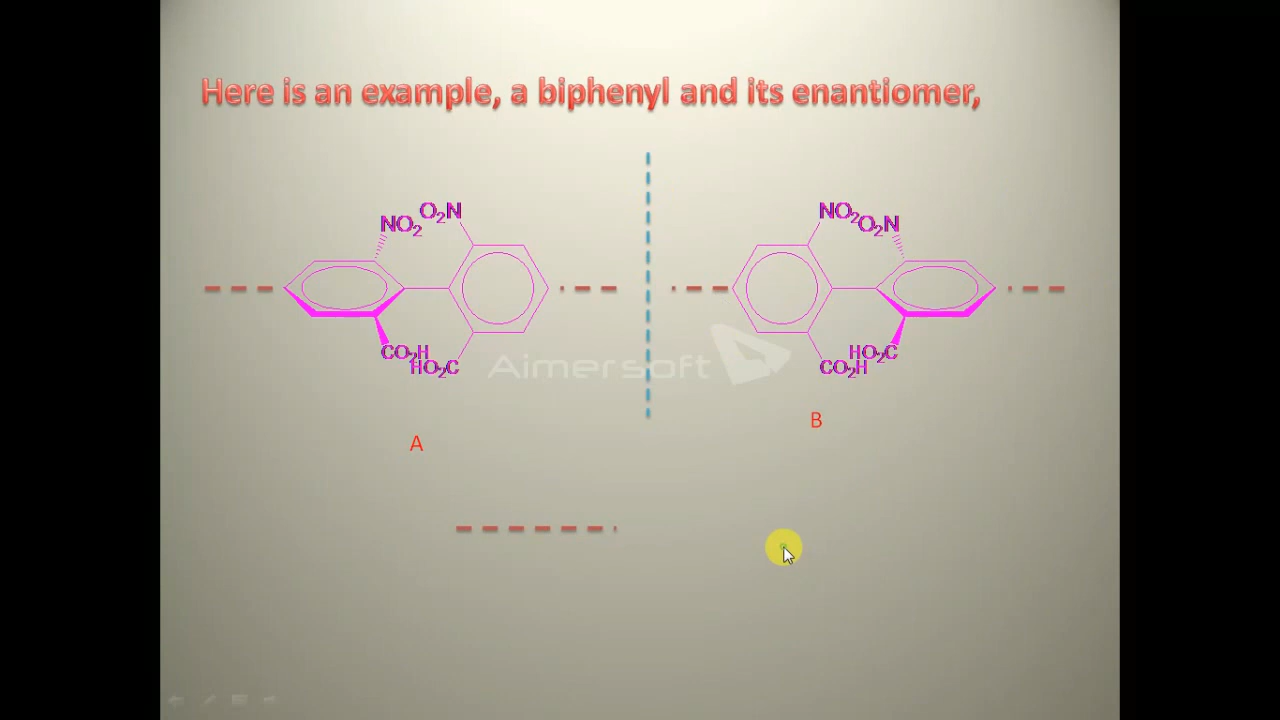 Here is an example, a biphenyl and its enantiomer,
NO2 O2N
NO2 O2N
CO2H HO2C
HO2C CO2H
Aimersoft
A
B